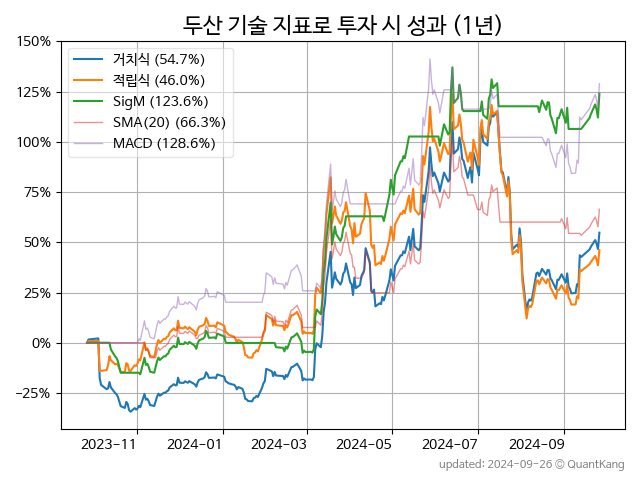 두산 기술 지표로 투자 시 성과 (1년)
거치식 (54.7%)
적립식 (46.0%)
SigM (123.6%)
SMA(20) (66.3%)
MACD (128.6%)
150%
125%
100%
75%
50%
25%
0%
−25%
2023-11
2024-01
2024-03
2024-05
2024-07
2024-09
updated: 2024-09-26 © QuantKang